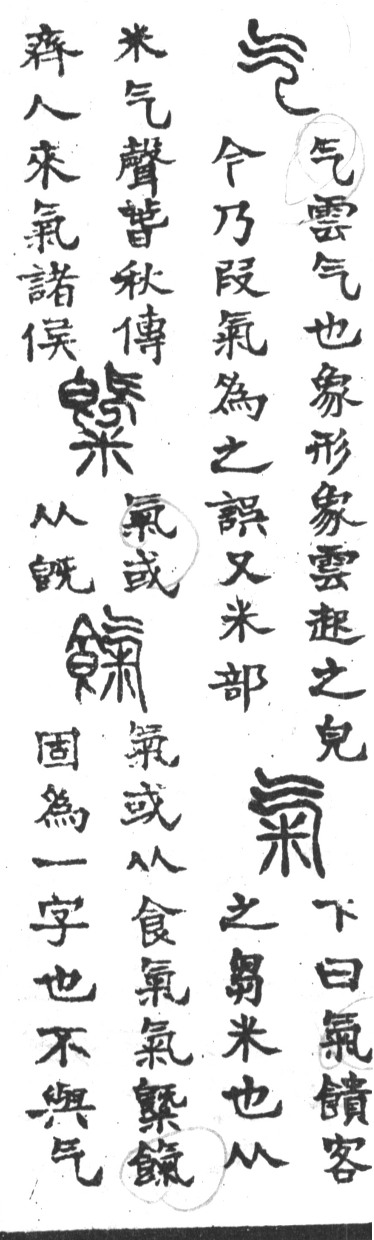 气
气雲气也象形象雲起之皃
今乃叚氣為之誤又米部
氣
下曰氣饋客
之芻米也从
米气聲萅秋傳
齊人來氣諸侯
䊠
氣或
从旣
餼
氣或从食氣氣䊠餼
固為一字也不與气